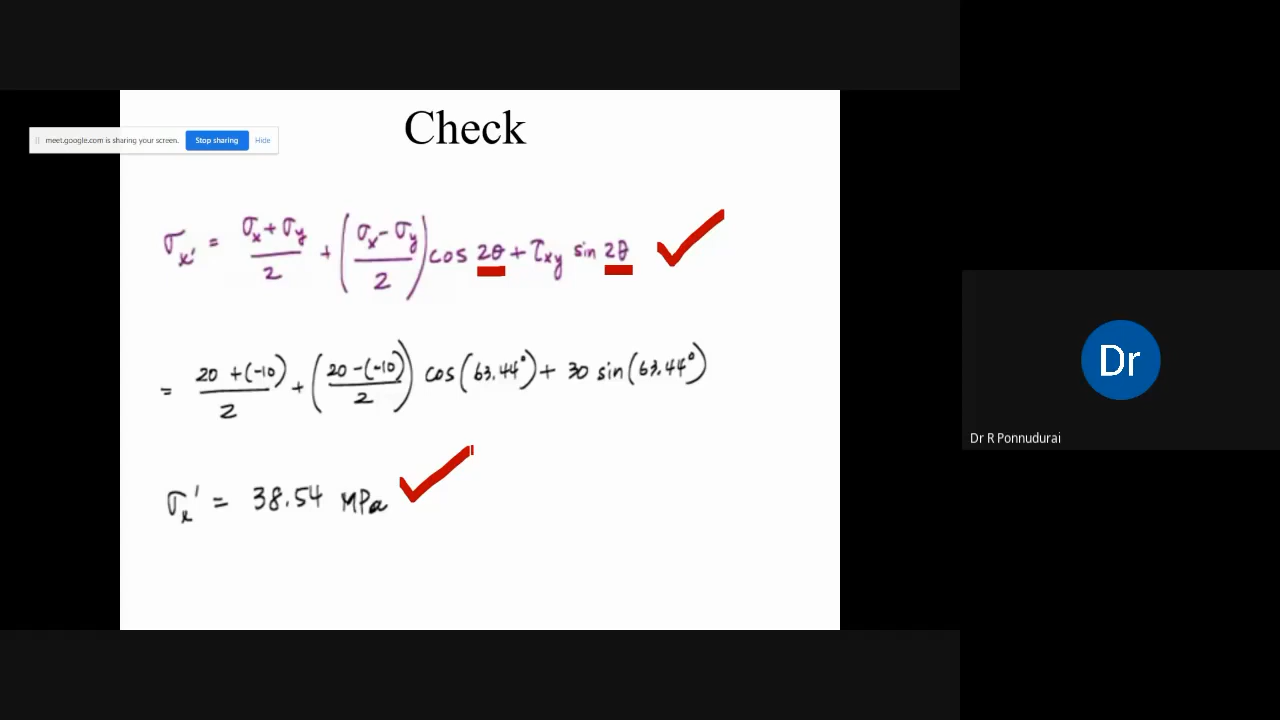 Check
meet.google.com is sharing your screen. Stop sharing Hide
σx' = (σx + σy)/2 + ((σx − σy)/2) cos 2θ + τxy sin 2θ
= (20 + (-10))/2 + ((20 − (-10))/2) cos (63.44°) + 30 sin (63.44°)
σx' = 38.54 MPa
Dr
Dr R Ponnudurai